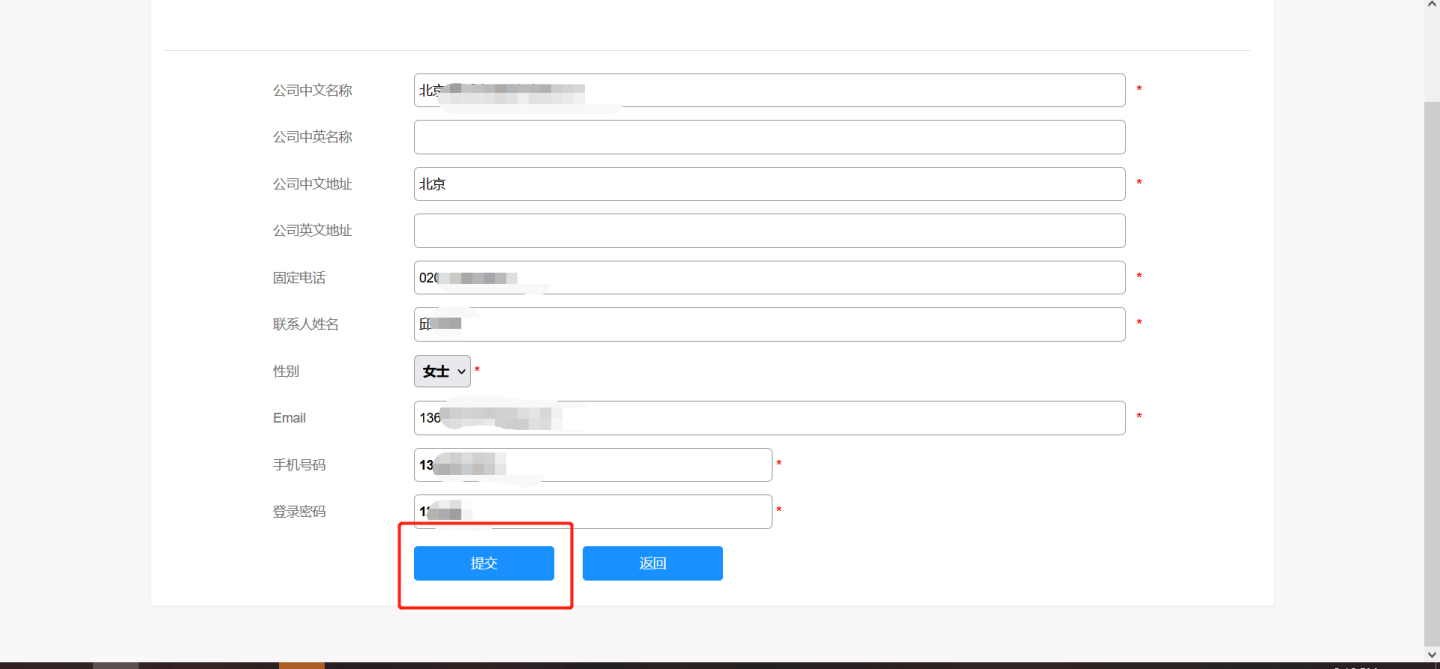 公司中文名称 北京 *
公司中英名称
公司中文地址 北京 *
公司英文地址
固定电话 020 *
联系人姓名 邱 *
性别 女士 *
Email 136 *
手机号码 13 *
登录密码 *
提交 返回